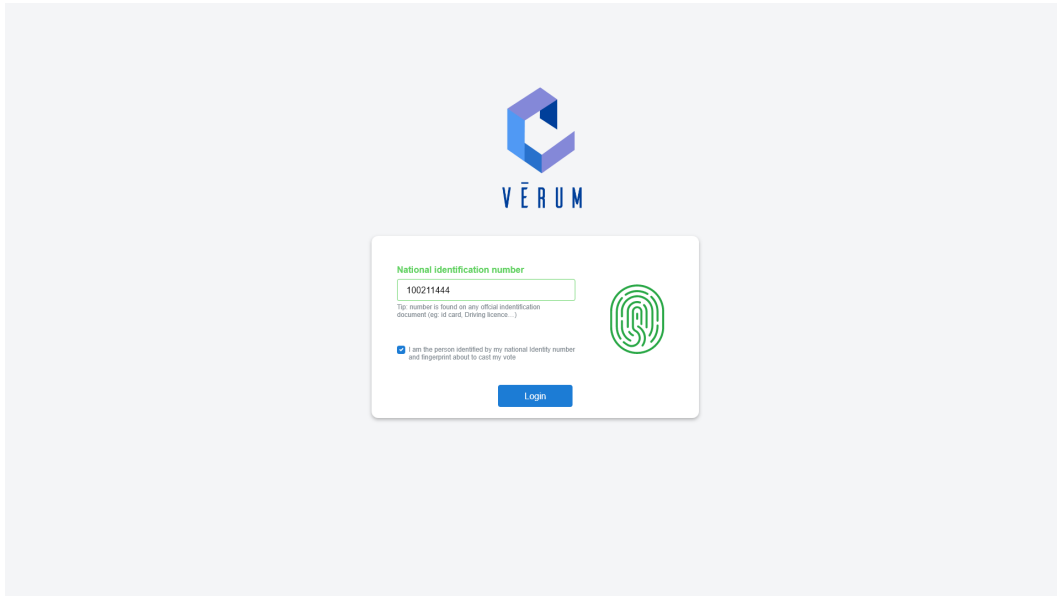 VĒRUM
National identification number
100211444
Tip: number is found on any offcial indentification
document (eg: id card, Driving licence...)
I am the person identified by my national Identity number
and fingerprint about to cast my vote
Login